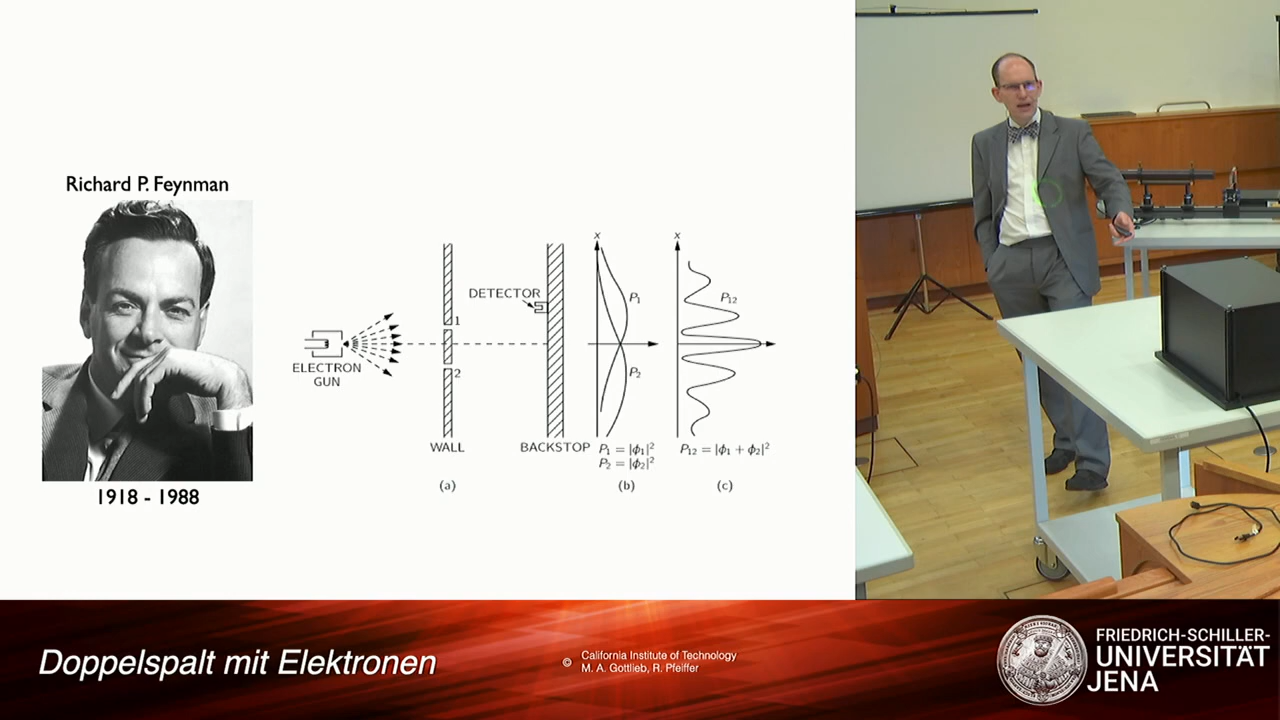 Richard P. Feynman
1918 - 1988
x
x
DETECTOR
P₁
P₁₂
1
ELECTRON
GUN
2
P₂
WALL
BACKSTOP
P₁ = |ϕ₁|²
P₂ = |ϕ₂|²
P₁₂ = |ϕ₁ + ϕ₂|²
(a)
(b)
(c)
Doppelspalt mit Elektronen
© California Institute of Technology
M. A. Gottlieb, R. Pfeiffer
FRIEDRICH-SCHILLER-
UNIVERSITÄT
JENA